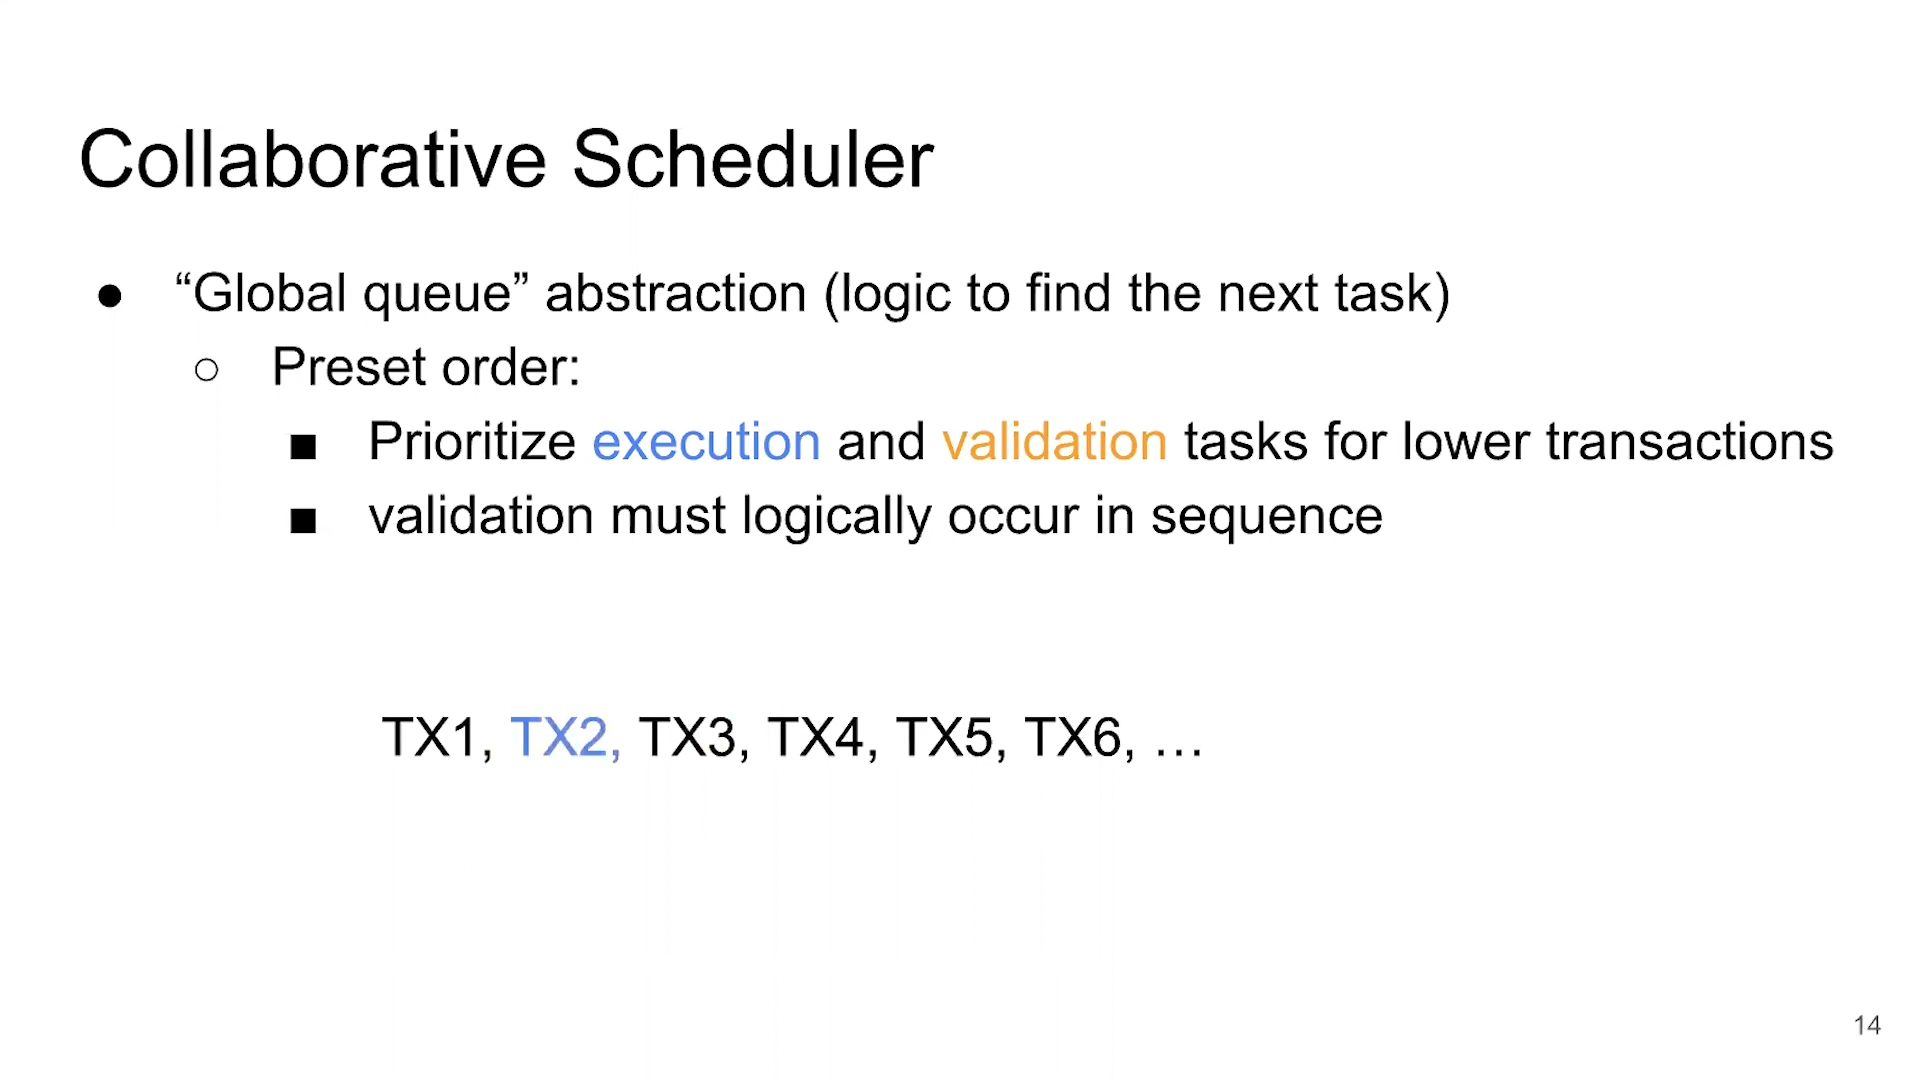 Collaborative Scheduler
● “Global queue” abstraction (logic to find the next task)
○ Preset order:
■ Prioritize execution and validation tasks for lower transactions
■ validation must logically occur in sequence
TX1, TX2, TX3, TX4, TX5, TX6, …
14